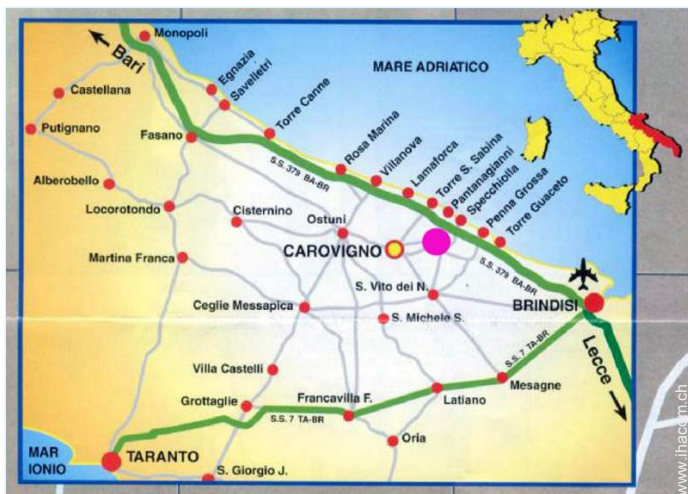 Monopoli
Bari
Egnazia
Savelletri
MARE ADRIATICO
Castellana
Torre Canne
Putignano
Fasano
Rosa Marina
Villanova
Lamaforca
Torre S. Sabina
Pantanagianni
Specchiolla
Penna Grossa
Torre Guaceto
S.S. 379 BA-BR
Alberobello
Locorotondo
Cisternino
Ostuni
CAROVIGNO
Martina Franca
S.S. 379 BA-BR
S. Vito dei N.
BRINDISI
Ceglie Messapica
S. Michele S.
S.S. 7 TA-BR
Lecce
Villa Castelli
Mesagne
Grottaglie
Francavilla F.
Latiano
S.S. 7 TA-BR
Oria
MAR
IONIO
TARANTO
S. Giorgio J.
www.ihacom.ch